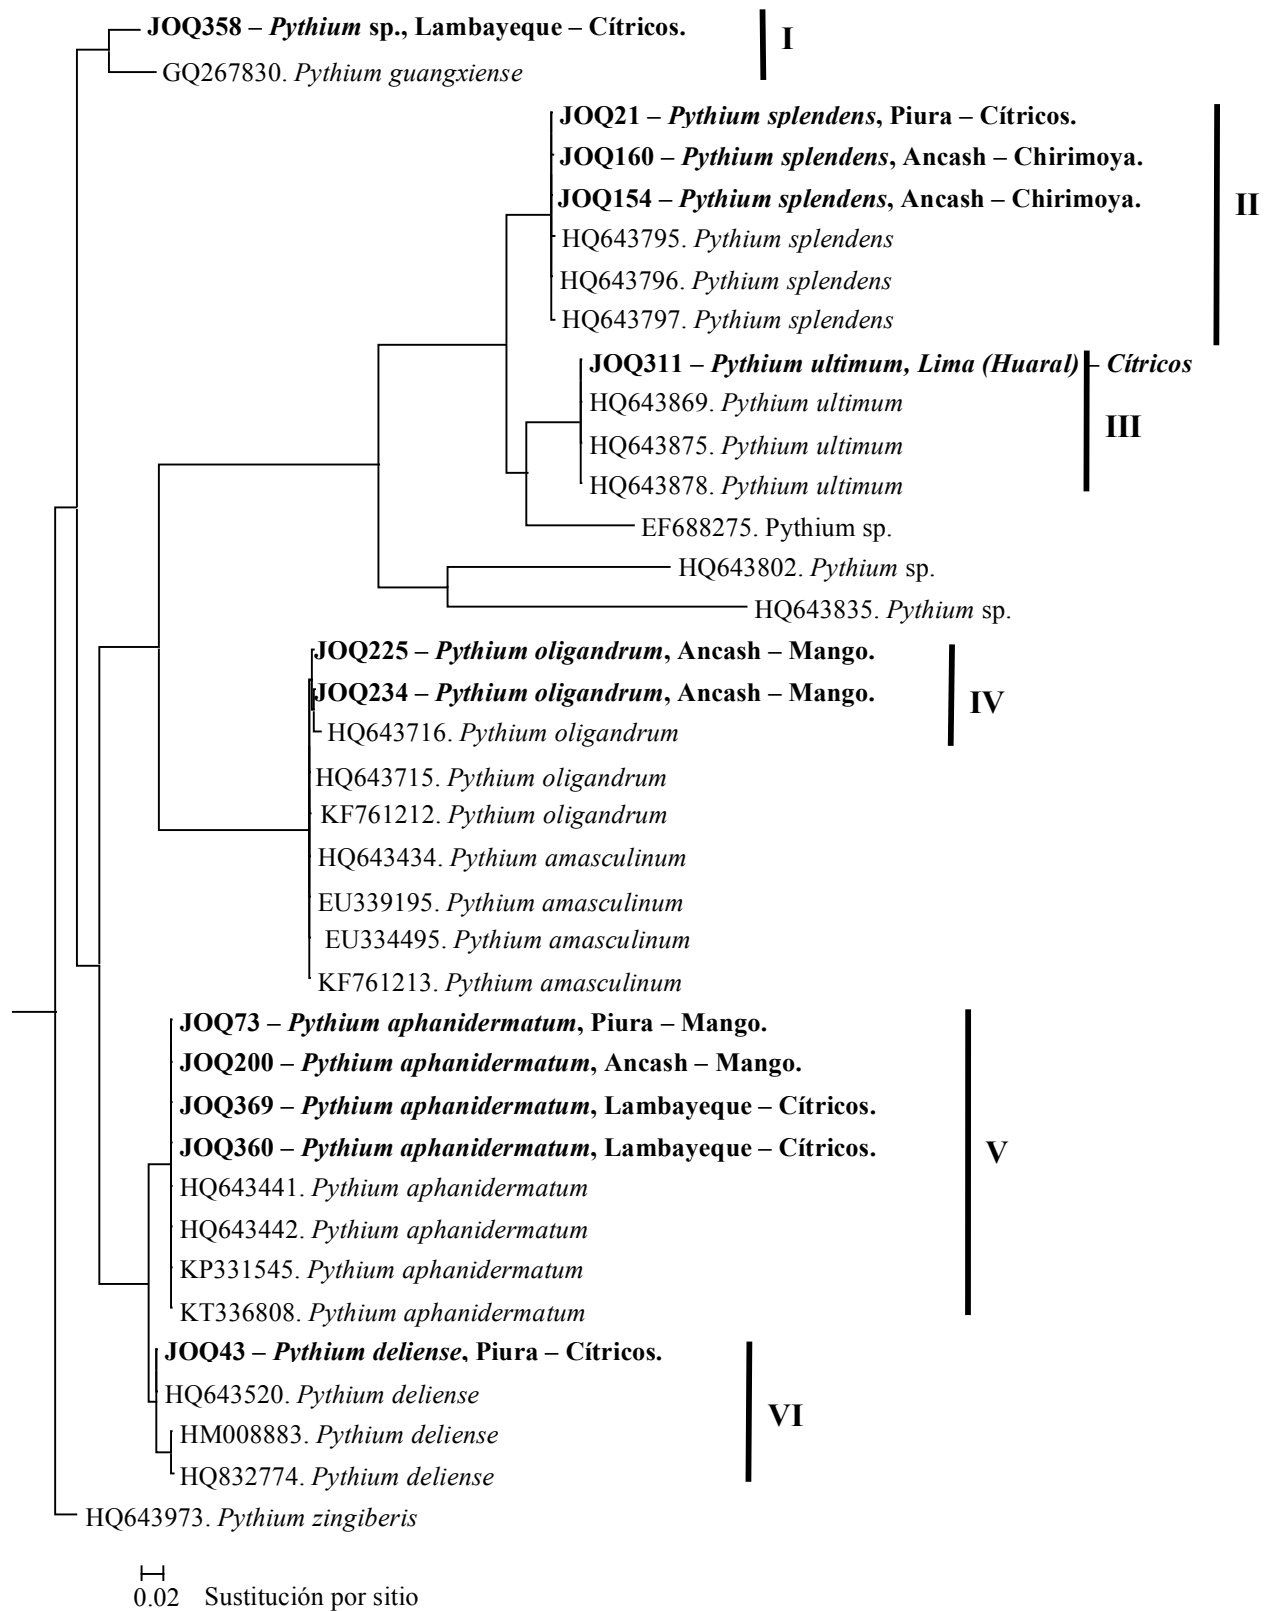 JOQ358 – Pythium sp., Lambayeque – Cítricos.
I
GQ267830. Pythium guangxiense
JOQ21 – Pythium splendens, Piura – Cítricos.
JOQ160 – Pythium splendens, Ancash – Chirimoya.
JOQ154 – Pythium splendens, Ancash – Chirimoya.
II
HQ643795. Pythium splendens
HQ643796. Pythium splendens
HQ643797. Pythium splendens
JOQ311 – Pythium ultimum, Lima (Huaral) – Cítricos
HQ643869. Pythium ultimum
III
HQ643875. Pythium ultimum
HQ643878. Pythium ultimum
EF688275. Pythium sp.
HQ643802. Pythium sp.
HQ643835. Pythium sp.
JOQ225 – Pythium oligandrum, Ancash – Mango.
JOQ234 – Pythium oligandrum, Ancash – Mango.
IV
HQ643716. Pythium oligandrum
HQ643715. Pythium oligandrum
KF761212. Pythium oligandrum
HQ643434. Pythium amasculinum
EU339195. Pythium amasculinum
EU334495. Pythium amasculinum
KF761213. Pythium amasculinum
JOQ73 – Pythium aphanidermatum, Piura – Mango.
JOQ200 – Pythium aphanidermatum, Ancash – Mango.
JOQ369 – Pythium aphanidermatum, Lambayeque – Cítricos.
JOQ360 – Pythium aphanidermatum, Lambayeque – Cítricos.
V
HQ643441. Pythium aphanidermatum
HQ643442. Pythium aphanidermatum
KP331545. Pythium aphanidermatum
KT336808. Pythium aphanidermatum
JOQ43 – Pythium deliense, Piura – Cítricos.
HQ643520. Pythium deliense
VI
HM008883. Pythium deliense
HQ832774. Pythium deliense
HQ643973. Pythium zingiberis
0.02 Sustitución por sitio